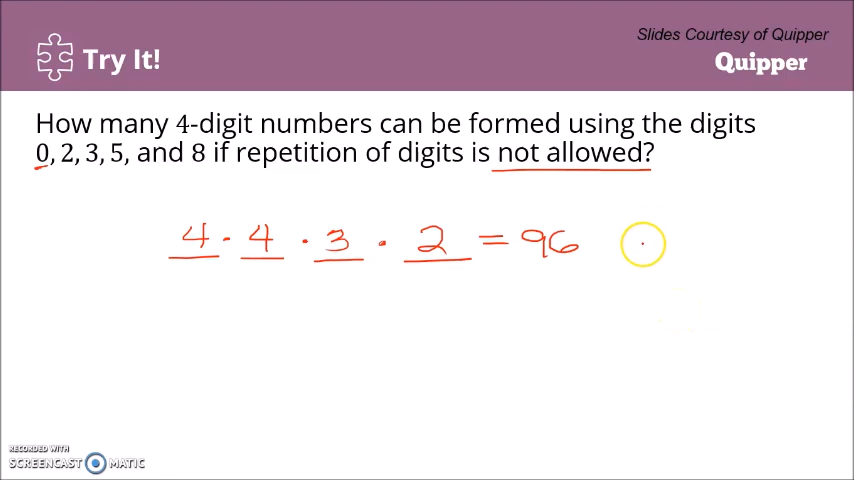 Slides Courtesy of Quipper
Try It!
Quipper
How many 4-digit numbers can be formed using the digits
0, 2, 3, 5, and 8 if repetition of digits is not allowed?
4 · 4 · 3 · 2 = 96
RECORDED WITH
SCREENCAST MATIC